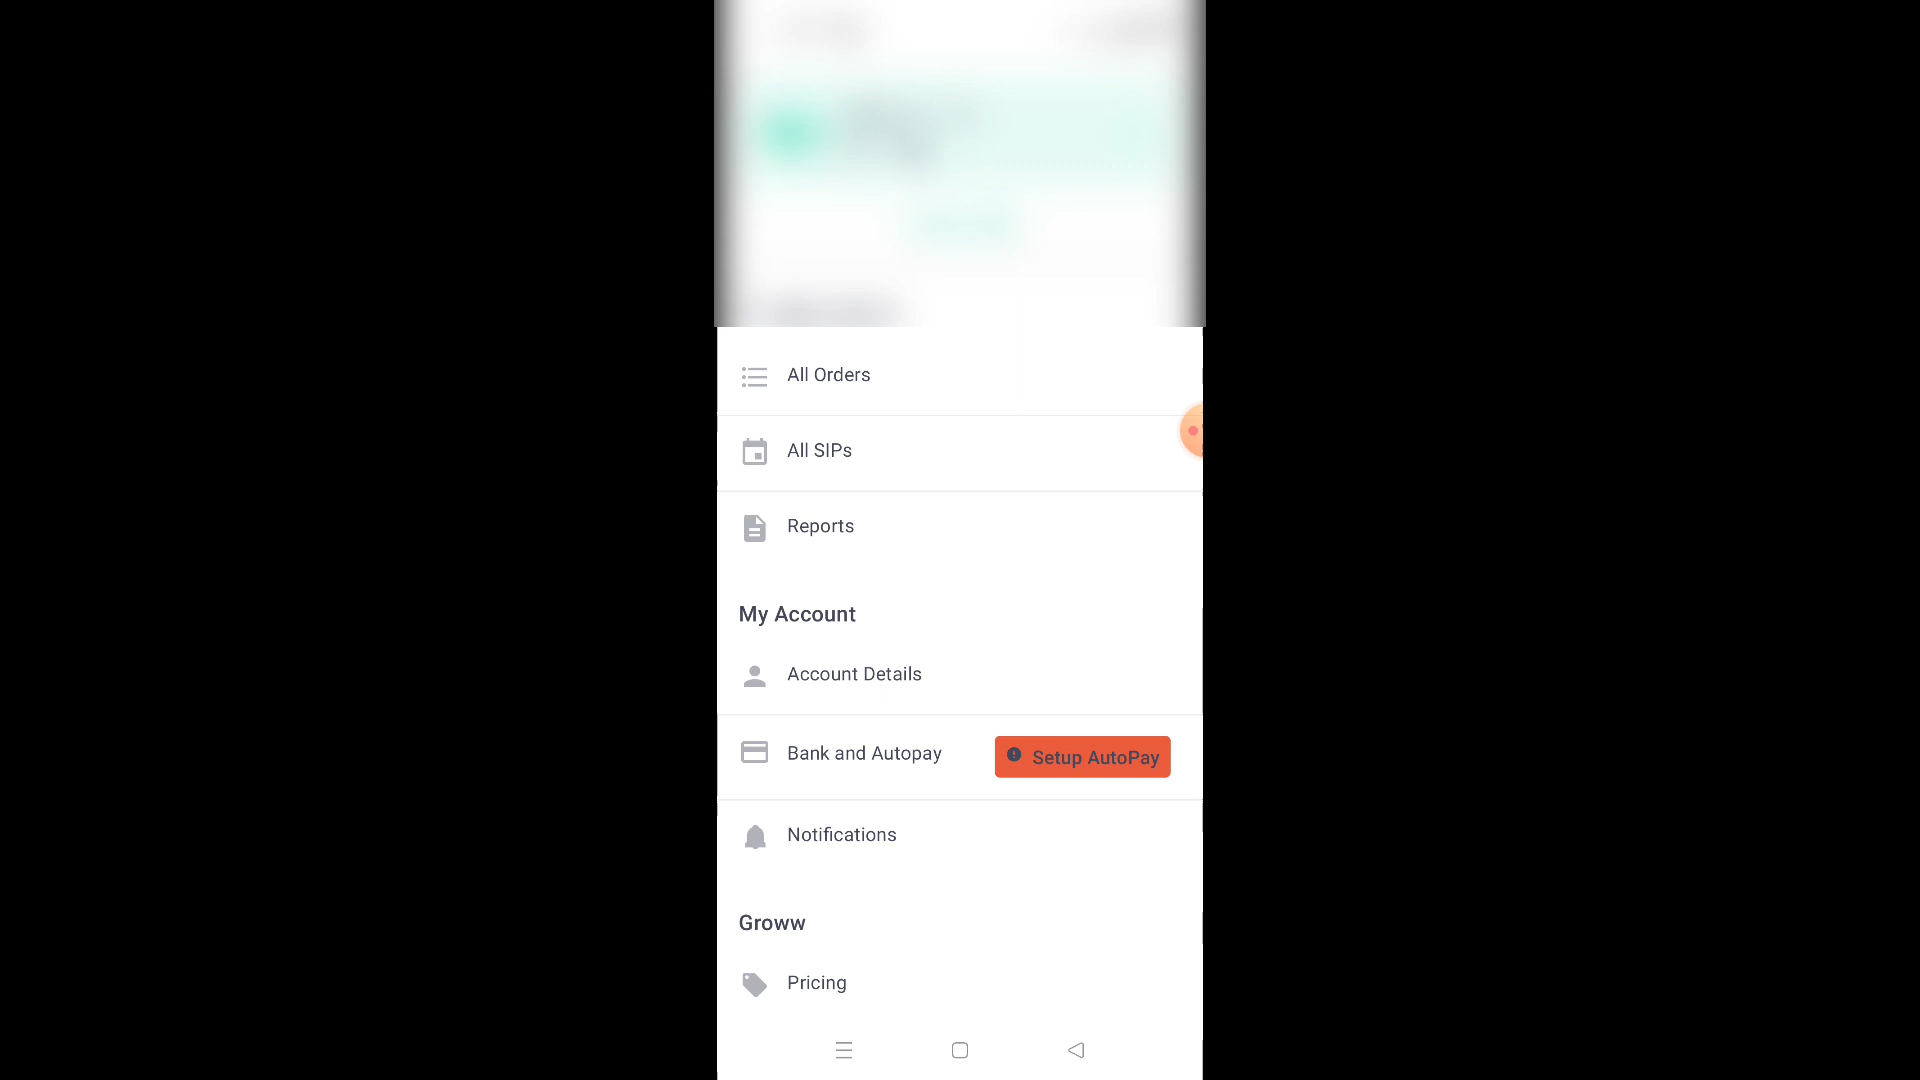 All Orders
All SIPs
Reports
My Account
Account Details
Bank and Autopay
Setup AutoPay
Notifications
Groww
Pricing